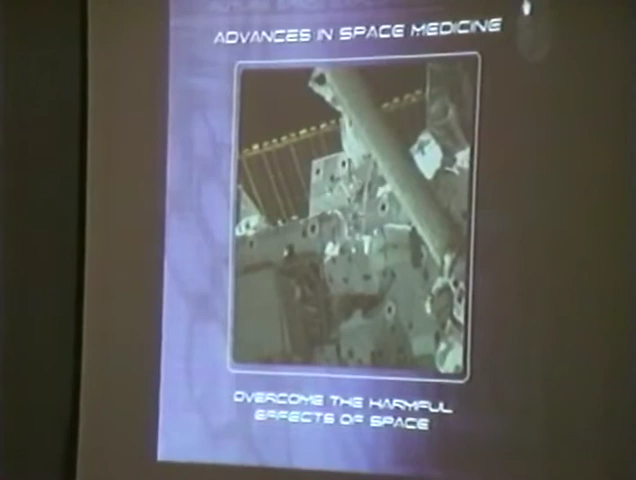 ADVANCES IN SPACE MEDICINE
OVERCOME THE HARMFUL
EFFECTS OF SPACE